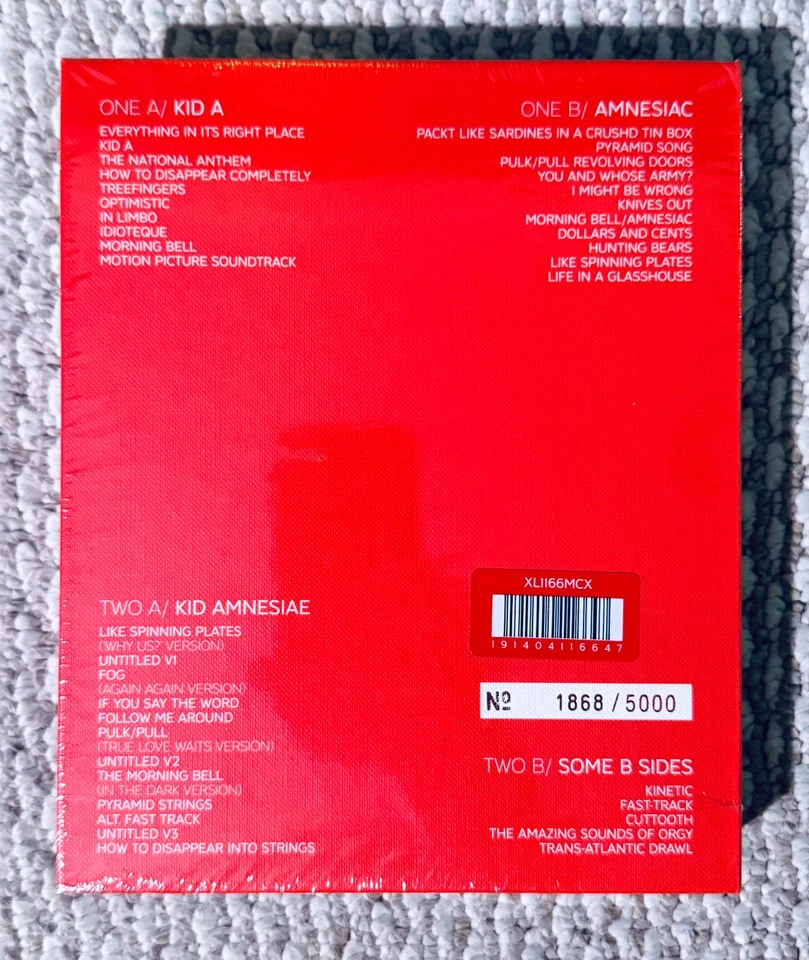 ONE A/ KID A
EVERYTHING IN ITS RIGHT PLACE
KID A
THE NATIONAL ANTHEM
HOW TO DISAPPEAR COMPLETELY
TREEFINGERS
OPTIMISTIC
IN LIMBO
IDIOTEQUE
MORNING BELL
MOTION PICTURE SOUNDTRACK
ONE B/ AMNESIAC
PACKT LIKE SARDINES IN A CRUSHD TIN BOX
PYRAMID SONG
PULK/PULL REVOLVING DOORS
YOU AND WHOSE ARMY?
I MIGHT BE WRONG
KNIVES OUT
MORNING BELL/AMNESIAC
DOLLARS AND CENTS
HUNTING BEARS
LIKE SPINNING PLATES
LIFE IN A GLASSHOUSE
TWO A/ KID AMNESIAE
LIKE SPINNING PLATES
('WHY US?' VERSION)
UNTITLED V1
FOG
(AGAIN AGAIN VERSION)
IF YOU SAY THE WORD
FOLLOW ME AROUND
PULK/PULL
(TRUE LOVE WAITS VERSION)
UNTITLED V2
THE MORNING BELL
(IN THE DARK VERSION)
PYRAMID STRINGS
ALT. FAST TRACK
UNTITLED V3
HOW TO DISAPPEAR INTO STRINGS
XL1166MCX
191404116647
Nº 1868 / 5000
TWO B/ SOME B SIDES
KINETIC
FAST-TRACK
CUTTOOTH
THE AMAZING SOUNDS OF ORGY
TRANS-ATLANTIC DRAWL